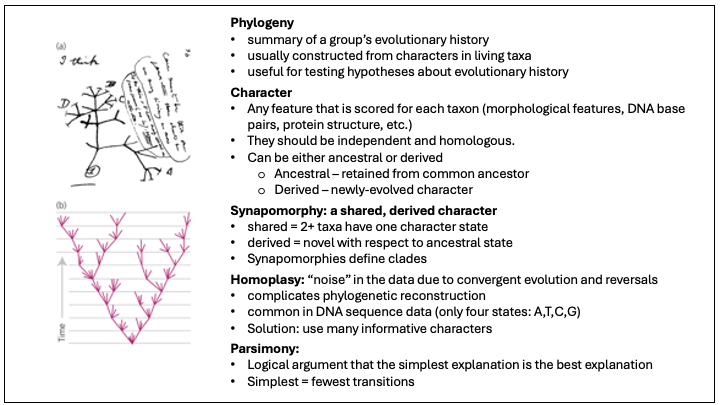 (a)
I think
D
A
(b)
Time
Phylogeny
• summary of a group's evolutionary history
• usually constructed from characters in living taxa
• useful for testing hypotheses about evolutionary history
Character
• Any feature that is scored for each taxon (morphological features, DNA base
pairs, protein structure, etc.)
• They should be independent and homologous.
• Can be either ancestral or derived
o Ancestral – retained from common ancestor
o Derived – newly-evolved character
Synapomorphy: a shared, derived character
• shared = 2+ taxa have one character state
• derived = novel with respect to ancestral state
• Synapomorphies define clades
Homoplasy: "noise" in the data due to convergent evolution and reversals
• complicates phylogenetic reconstruction
• common in DNA sequence data (only four states: A,T,C,G)
• Solution: use many informative characters
Parsimony:
• Logical argument that the simplest explanation is the best explanation
• Simplest = fewest transitions